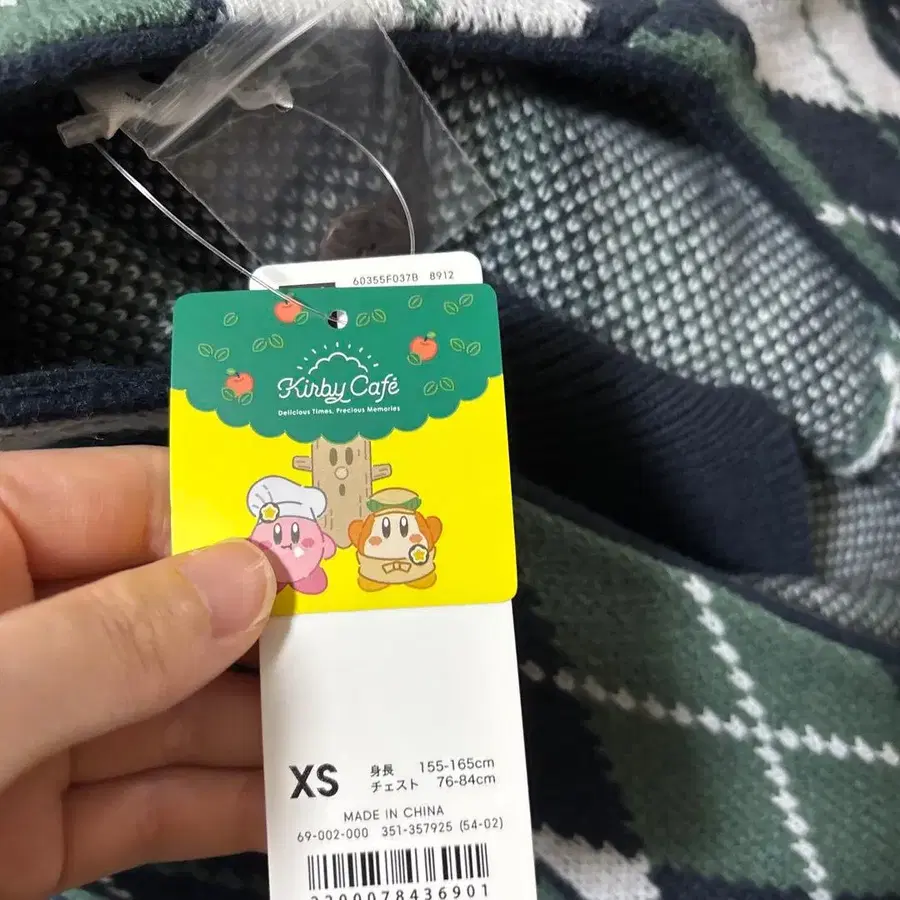 60355F037B 8912
Kirby Café
Delicious Times, Precious Memories
XS
身長 155-165cm
チェスト 76-84cm
MADE IN CHINA
69-002-000 351-357925 (54-02)
2300078436901